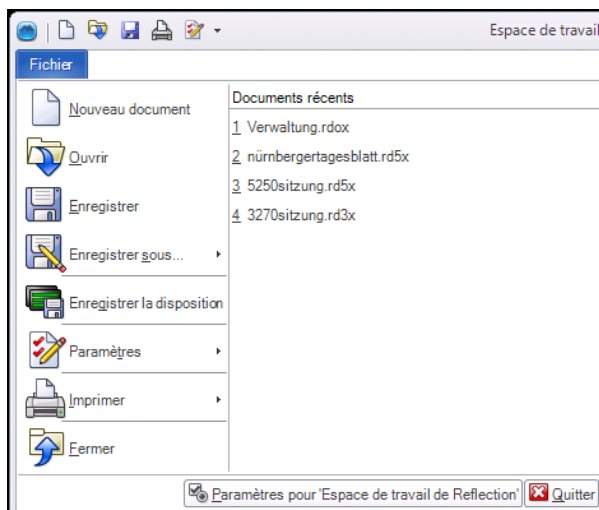 Espace de travail
Fichier
Nouveau document
Ouvrir
Enregistrer
Enregistrer sous...
Enregistrer la disposition
Paramètres
Imprimer
Fermer
Documents récents
1 Verwaltung.rdox
2 nürnbergertagesblatt.rd5x
3 5250sitzung.rd5x
4 3270sitzung.rd3x
Paramètres pour 'Espace de travail de Reflection'
Quitter